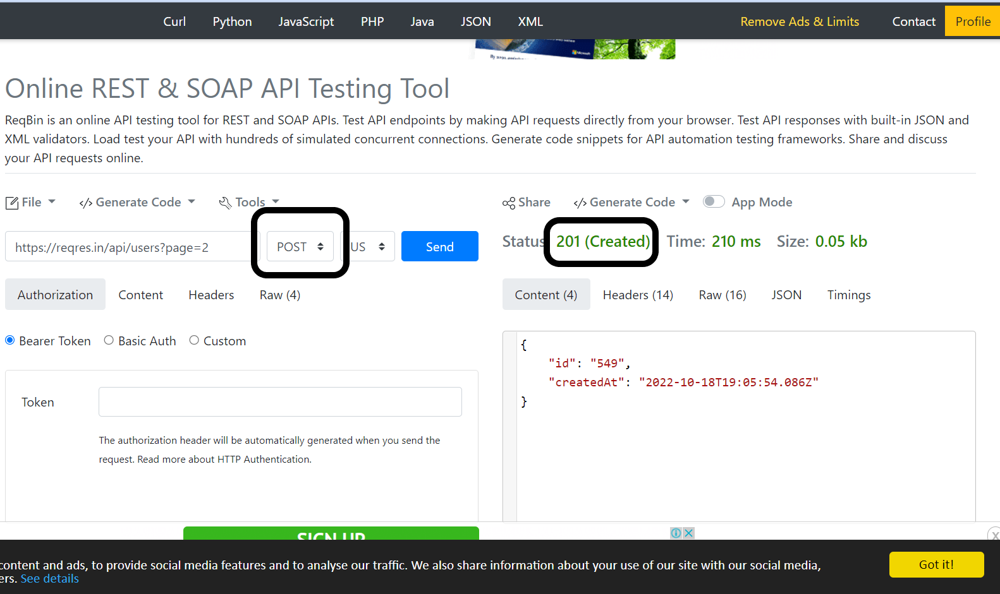 Curl Python JavaScript PHP Java JSON XML Remove Ads & Limits Contact Profile
Microsoft
Online REST & SOAP API Testing Tool
ReqBin is an online API testing tool for REST and SOAP APIs. Test API endpoints by making API requests directly from your browser. Test API responses with built-in JSON and
XML validators. Load test your API with hundreds of simulated concurrent connections. Generate code snippets for API automation testing frameworks. Share and discuss
your API requests online.
File </> Generate Code Tools
Share </> Generate Code App Mode
https://reqres.in/api/users?page=2 POST US Send
Status 201 (Created) Time: 210 ms Size: 0.05 kb
Authorization Content Headers Raw (4)
Content (4) Headers (14) Raw (16) JSON Timings
Bearer Token Basic Auth Custom
{
"id": "549",
"createdAt": "2022-10-18T19:05:54.086Z"
}
Token
The authorization header will be automatically generated when you send the
request. Read more about HTTP Authentication.
SIGN UP
content and ads, to provide social media features and to analyse our traffic. We also share information about your use of our site with our social media,
ers. See details
Got it!